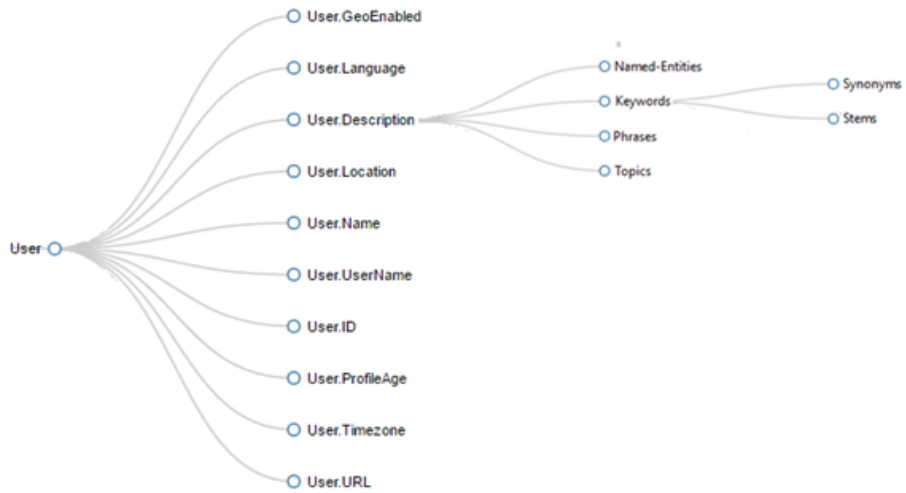 User
User.GeoEnabled
User.Language
User.Description
User.Location
User.Name
User.UserName
User.ID
User.ProfileAge
User.Timezone
User.URL
Named-Entities
Keywords
Phrases
Topics
Synonyms
Stems